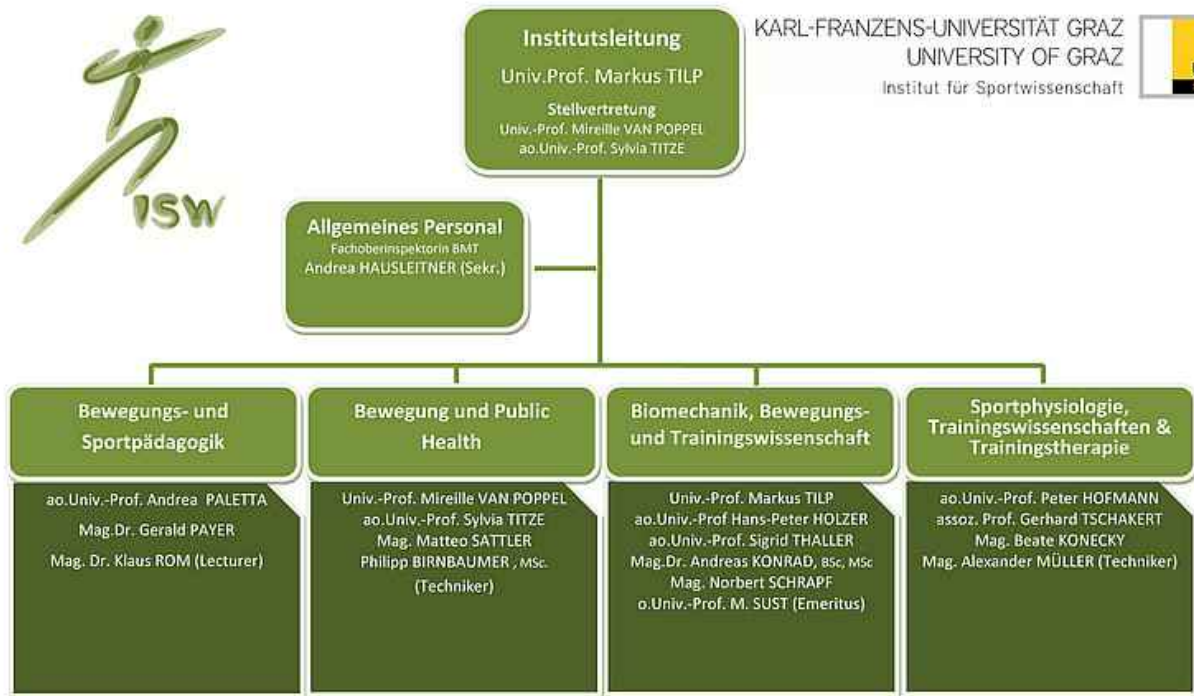 ISW
KARL-FRANZENS-UNIVERSITÄT GRAZ
UNIVERSITY OF GRAZ
Institut für Sportwissenschaft
Institutsleitung
Univ.Prof. Markus TILP
Stellvertretung
Univ.-Prof. Mireille VAN POPPEL
ao.Univ.-Prof. Sylvia TITZE
Allgemeines Personal
Fachoberinspektorin BMT
Andrea HAUSLEITNER (Sekr.)
Bewegungs- und
Sportpädagogik
ao.Univ.-Prof. Andrea PALETTA
Mag.Dr. Gerald PAYER
Mag. Dr. Klaus ROM (Lecturer)
Bewegung und Public
Health
Univ.-Prof. Mireille VAN POPPEL
ao.Univ.-Prof. Sylvia TITZE
Mag. Matteo SATTLER
Philipp BIRNBAUMER , MSc.
(Techniker)
Biomechanik, Bewegungs-
und Trainingswissenschaft
Univ.-Prof. Markus TILP
ao.Univ.-Prof Hans-Peter HOLZER
ao.Univ.-Prof. Sigrid THALLER
Mag.Dr. Andreas KONRAD, BSc, MSc
Mag. Norbert SCHRAPF
o.Univ.-Prof. M. SUST (Emeritus)
Sportphysiologie,
Trainingswissenschaften &
Trainingstherapie
ao.Univ.-Prof. Peter HOFMANN
assoz. Prof. Gerhard TSCHAKERT
Mag. Beate KONECKY
Mag. Alexander MÜLLER (Techniker)